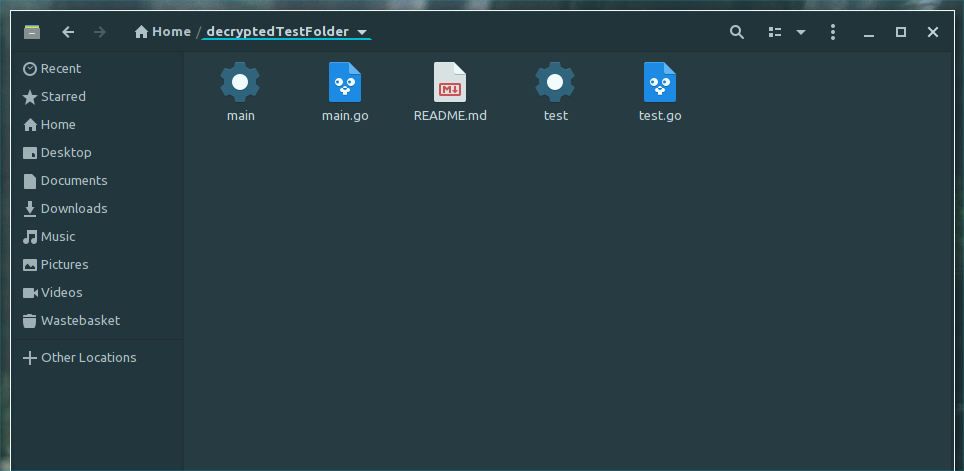 Home / decryptedTestFolder
Recent
Starred
Home
Desktop
Documents
Downloads
Music
Pictures
Videos
Wastebasket
Other Locations
main
main.go
README.md
test
test.go